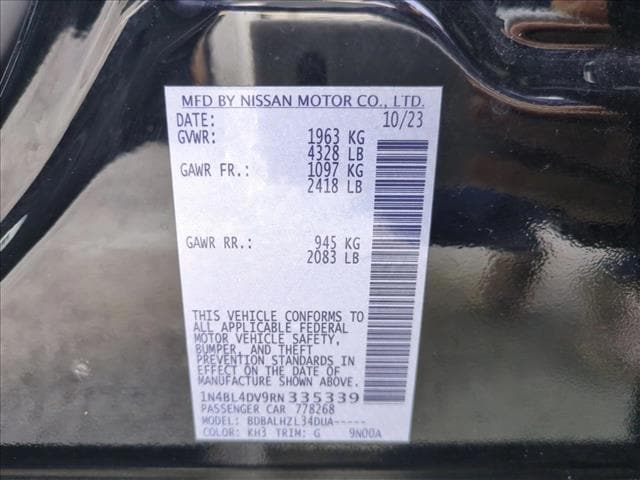 MFD BY NISSAN MOTOR CO., LTD.
DATE: 10/23
GVWR: 1963 KG
4328 LB
GAWR FR.: 1097 KG
2418 LB
GAWR RR.: 945 KG
2083 LB
THIS VEHICLE CONFORMS TO
ALL APPLICABLE FEDERAL
MOTOR VEHICLE SAFETY,
BUMPER, AND THEFT
PREVENTION STANDARDS IN
EFFECT ON THE DATE OF
MANUFACTURE SHOWN ABOVE.
1N4BL4DV9RN 335339
PASSENGER CAR 778268
MODEL: BDBALHZL34DUA-----
COLOR: KH3 TRIM: G 9N00A